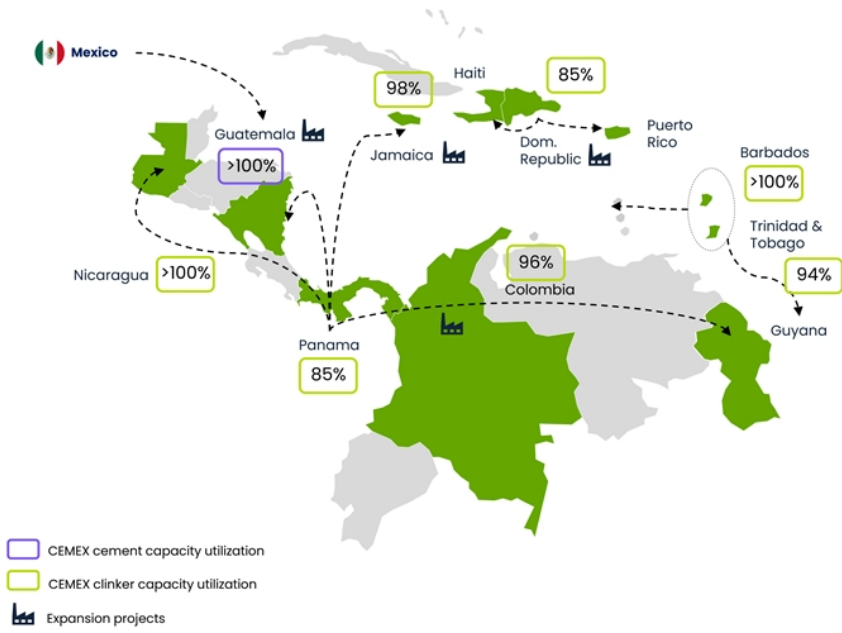 Mexico
Haiti
98%
85%
Guatemala
>100%
Jamaica
Dom.
Republic
Puerto
Rico
Barbados
>100%
Trinidad &
Tobago
94%
Guyana
Nicaragua
>100%
96%
Colombia
Panama
85%
CEMEX cement capacity utilization
CEMEX clinker capacity utilization
Expansion projects